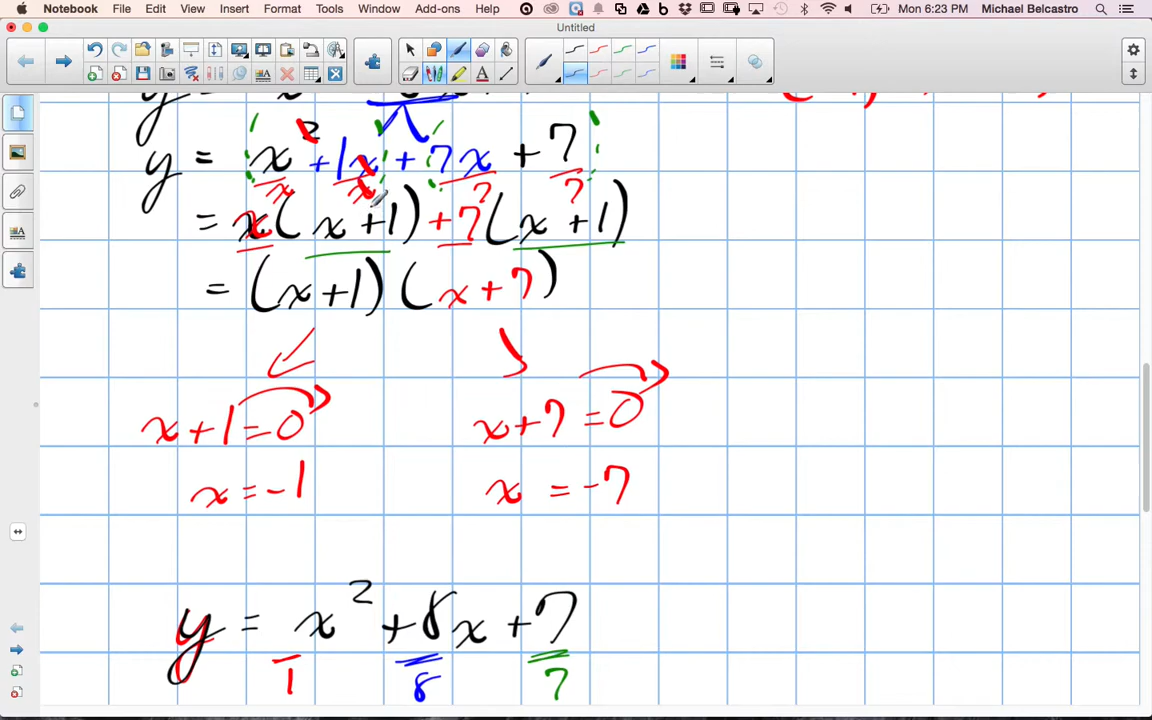 Notebook File Edit View Insert Format Tools Window Add-ons Help Mon 6:23 PM Michael Belcastro
Untitled
y = x² + 1x + 7x + 7
x x 7 7
= x(x+1) + 7(x+1)
= (x+1)(x+7)
x+1=0 x+7=0
x=-1 x=-7
y = x² + 8x + 7
1 8 7